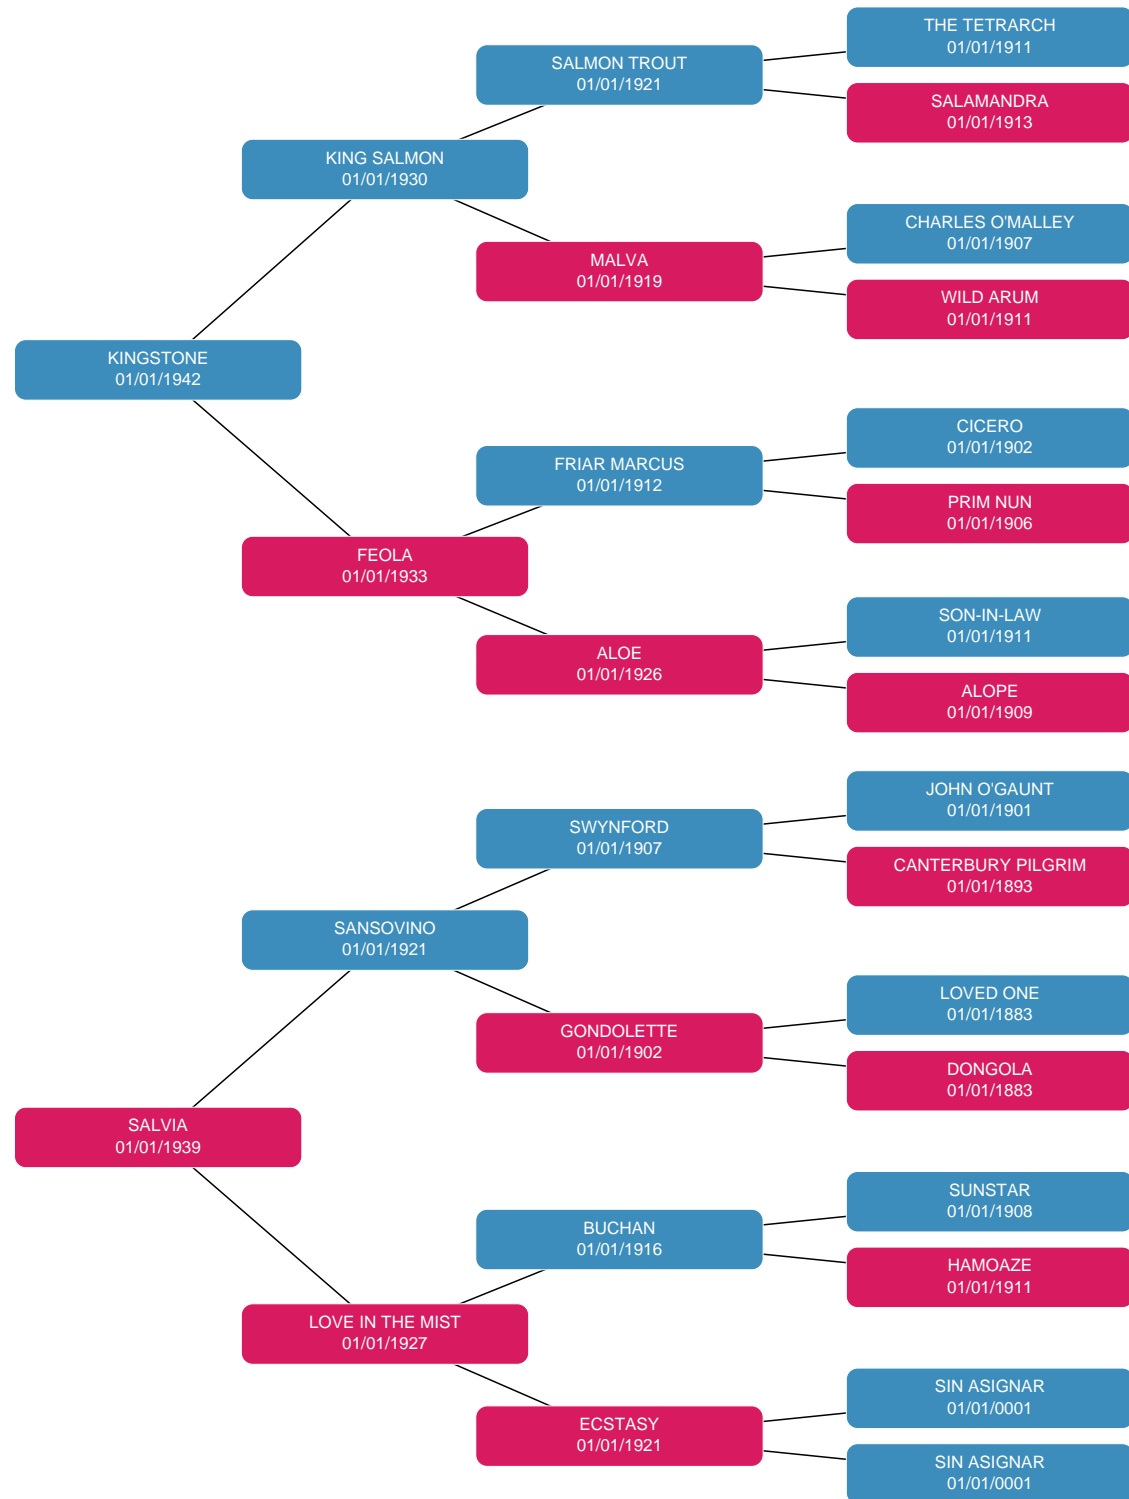 THE TETRARCH
01/01/1911
SALMON TROUT
01/01/1921
SALAMANDRA
01/01/1913
KING SALMON
01/01/1930
CHARLES O'MALLEY
01/01/1907
MALVA
01/01/1919
WILD ARUM
01/01/1911
KINGSTONE
01/01/1942
CICERO
01/01/1902
FRIAR MARCUS
01/01/1912
PRIM NUN
01/01/1906
FEOLA
01/01/1933
SON-IN-LAW
01/01/1911
ALOE
01/01/1926
ALOPE
01/01/1909
JOHN O'GAUNT
01/01/1901
SWYNFORD
01/01/1907
CANTERBURY PILGRIM
01/01/1893
SANSOVINO
01/01/1921
LOVED ONE
01/01/1883
GONDOLETTE
01/01/1902
DONGOLA
01/01/1883
SALVIA
01/01/1939
SUNSTAR
01/01/1908
BUCHAN
01/01/1916
HAMOAZE
01/01/1911
LOVE IN THE MIST
01/01/1927
SIN ASIGNAR
01/01/0001
ECSTASY
01/01/1921
SIN ASIGNAR
01/01/0001